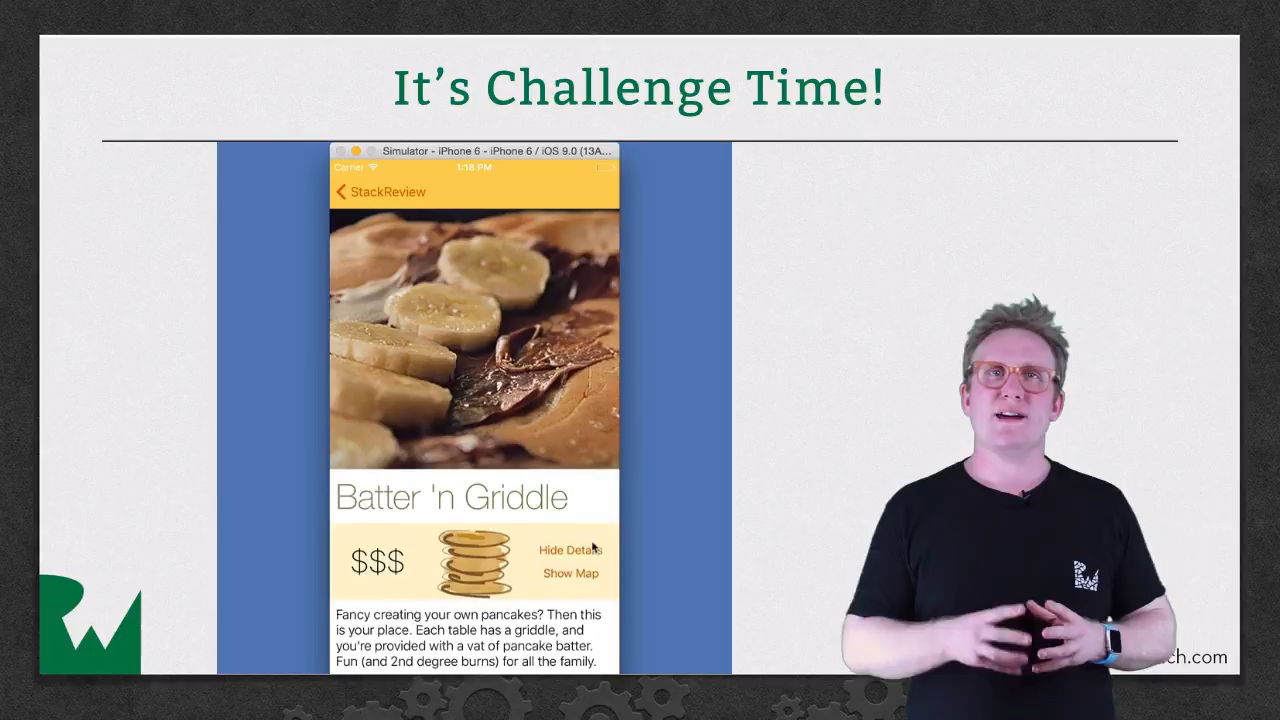 It's Challenge Time!
Simulator - iPhone 6 - iPhone 6 / iOS 9.0 (13A...
Carrier
1:18 PM
StackReview
Batter 'n Griddle
$$$
Hide Details
Show Map
Fancy creating your own pancakes? Then this
is your place. Each table has a griddle, and
you're provided with a vat of pancake batter.
Fun (and 2nd degree burns) for all the family.
RW